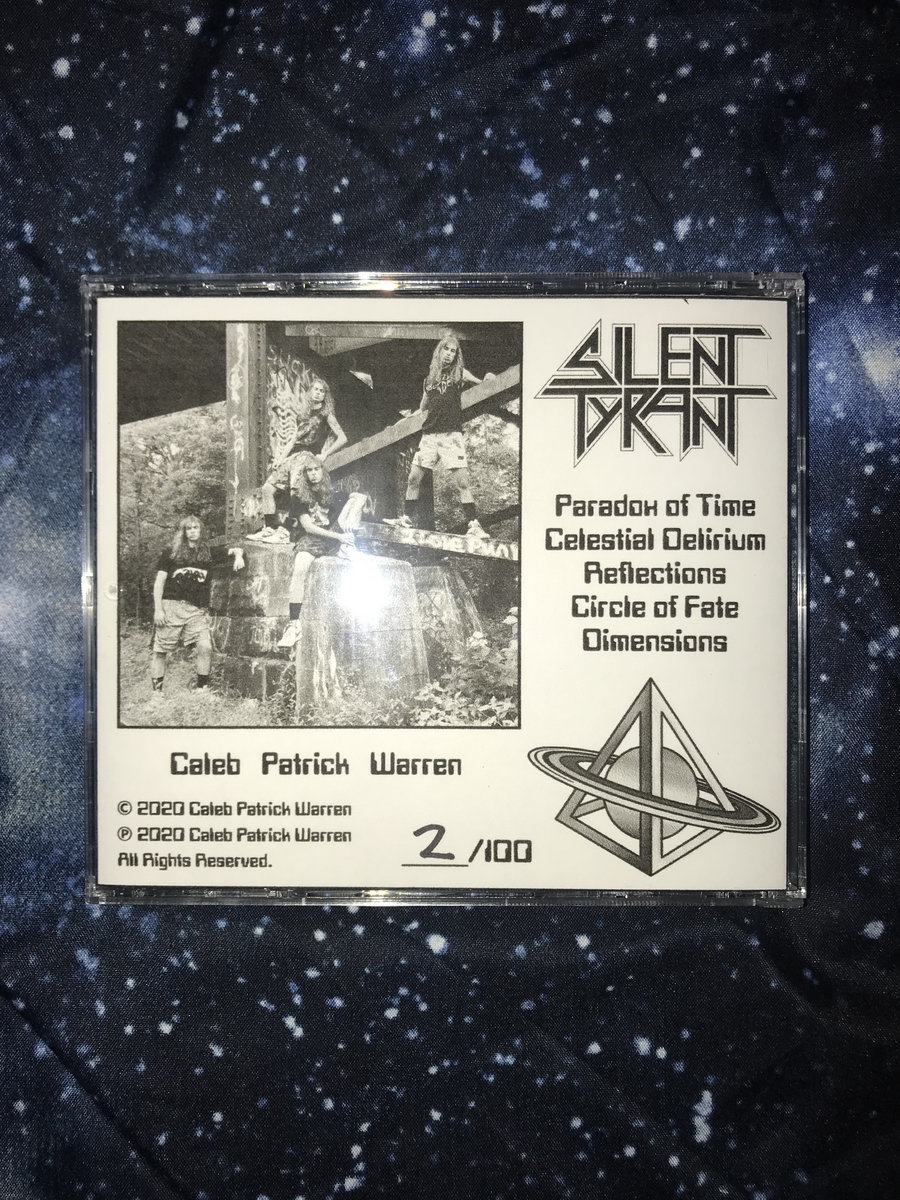 SILENT
TYRANT
Paradox of Time
Celestial Delirium
Reflections
Circle of Fate
Dimensions
Caleb Patrick Warren
© 2020 Caleb Patrick Warren
℗ 2020 Caleb Patrick Warren
All Rights Reserved.
2/100